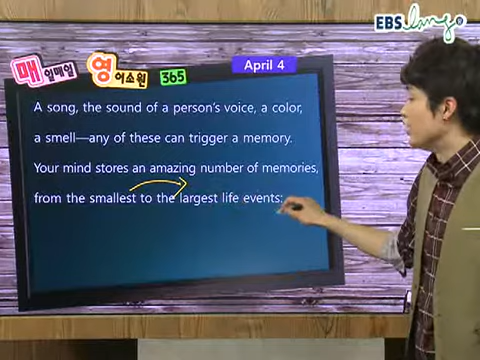 EBS lang
매일매일 영어소원 365
April 4
A song, the sound of a person's voice, a color,
a smell—any of these can trigger a memory.
Your mind stores an amazing number of memories,
from the smallest to the largest life events: